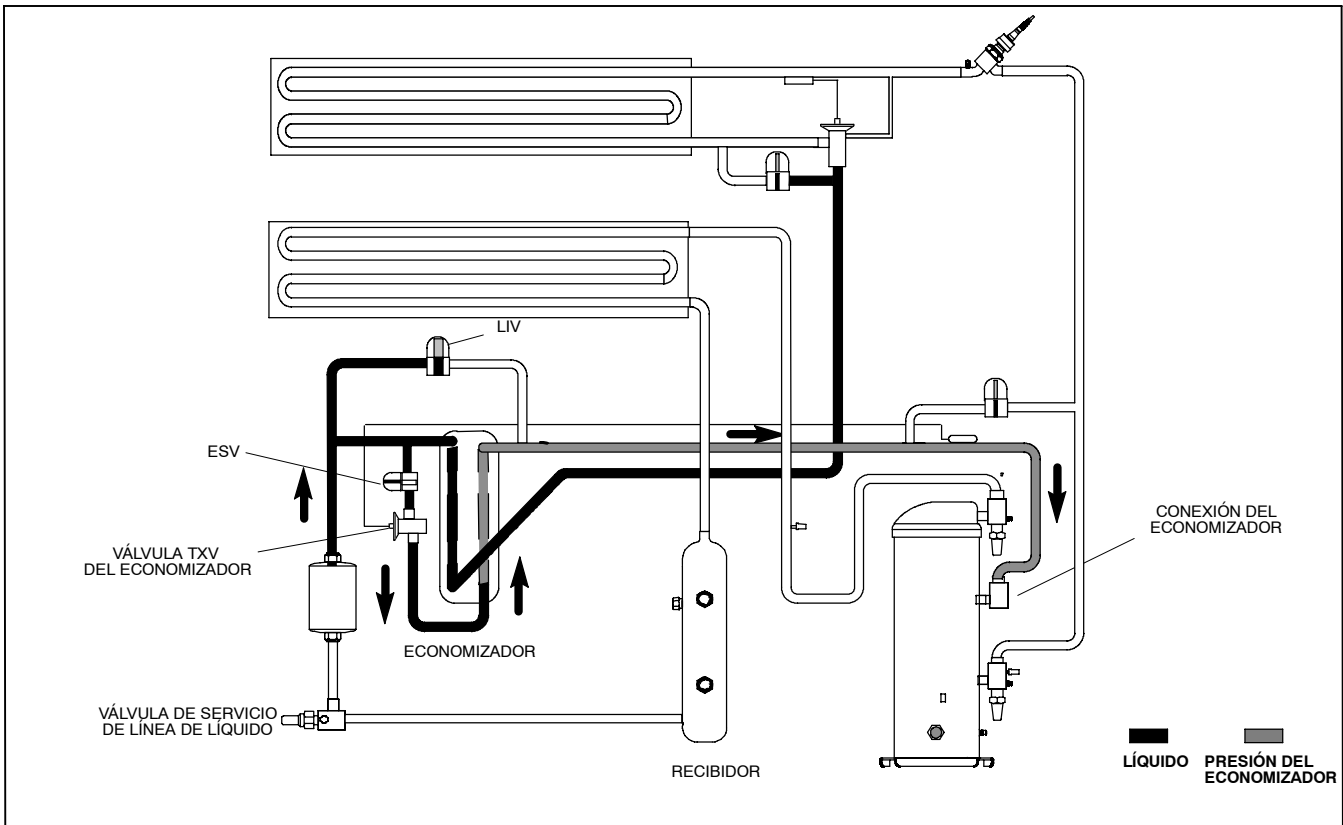 LIV
ESV
CONEXIÓN DEL
ECONOMIZADOR
VÁLVULA TXV
DEL ECONOMIZADOR
ECONOMIZADOR
VÁLVULA DE SERVICIO
DE LÍNEA DE LÍQUIDO
RECIBIDOR
LÍQUIDO
PRESIÓN DEL
ECONOMIZADOR